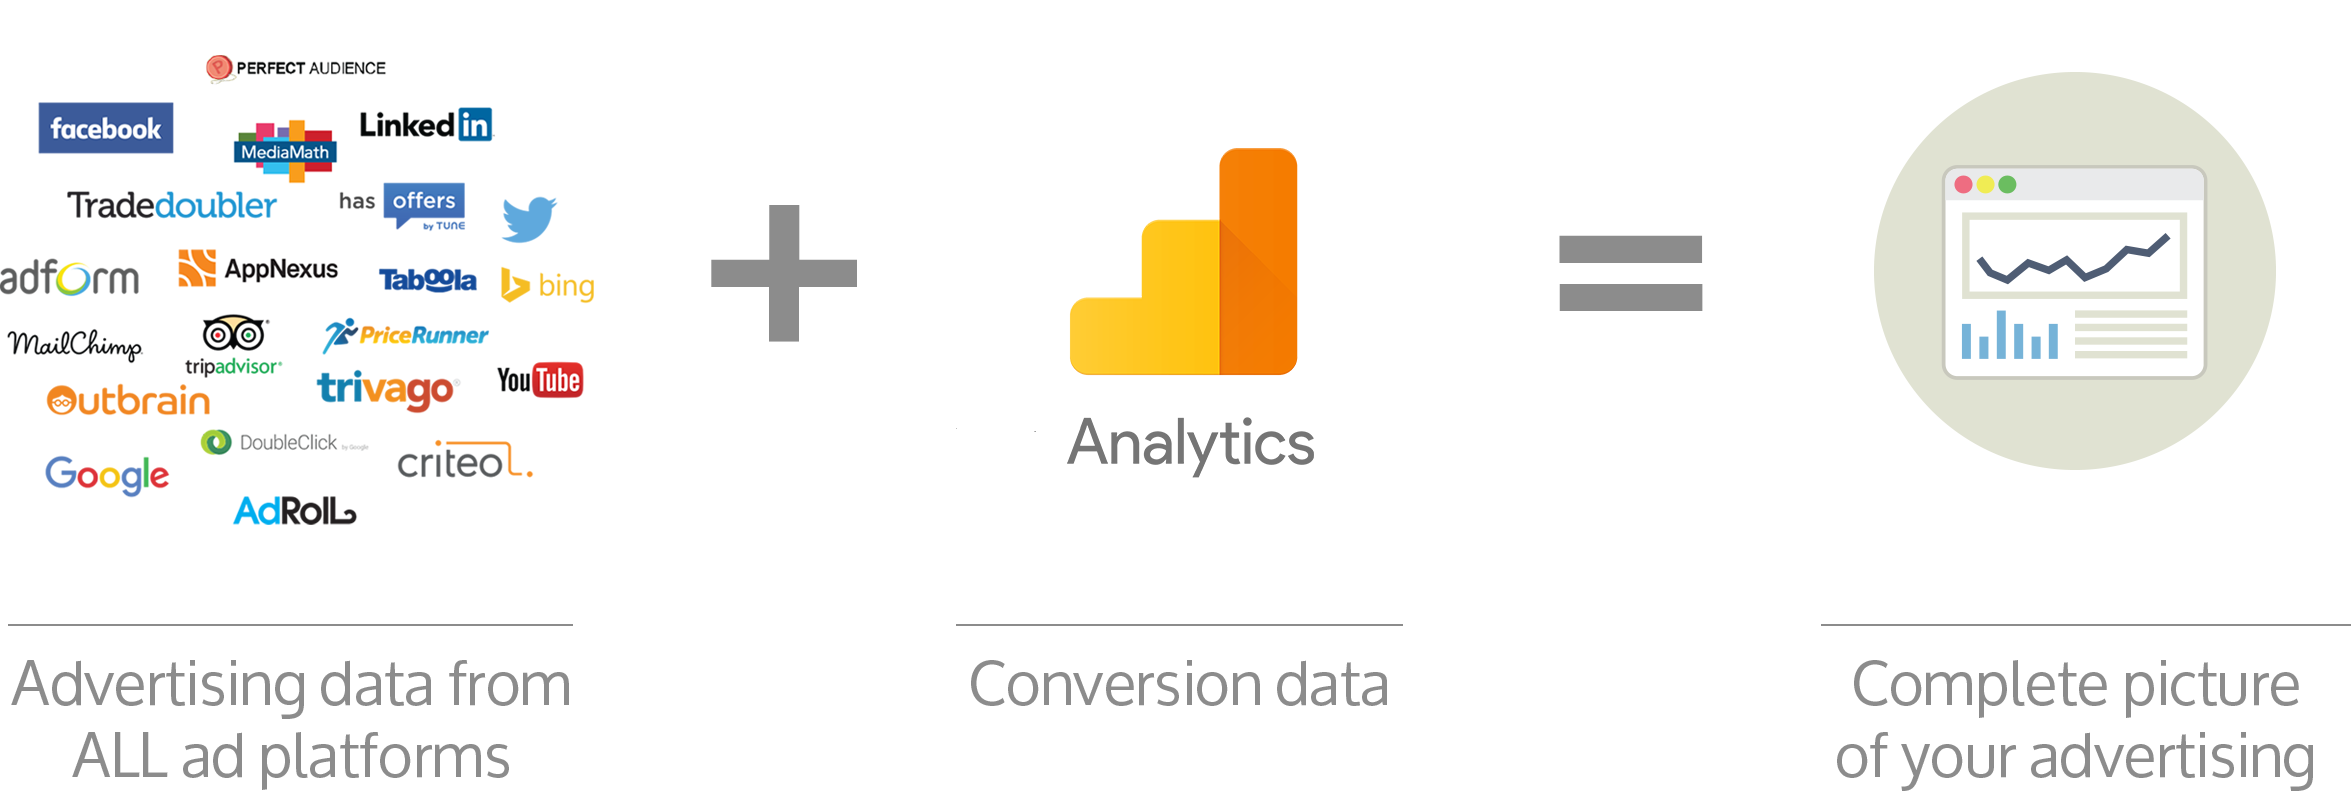 PERFECT AUDIENCE
facebook
MediaMath
Linked in
Tradedoubler
has offers
by TUNE
adform
AppNexus
Taboola
bing
MailChimp
tripadvisor®
PriceRunner
trivago®
YouTube
Outbrain
DoubleClick by Google
Google
criteo
AdRoll
Analytics
Advertising data from
ALL ad platforms
Conversion data
Complete picture
of your advertising